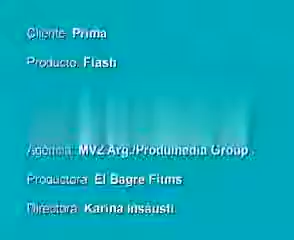 Cliente: Prima
Producto: Flash
Agencia: MVZ Arg./Produmedia Group.
Productora: El Bagre Films
Directora: Karina Insausti